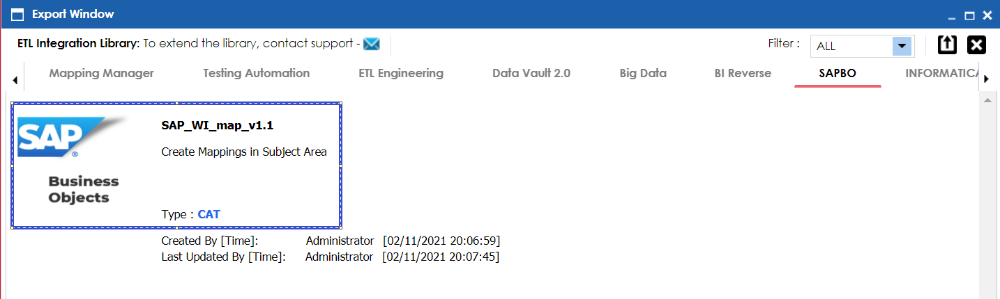 Export Window
ETL Integration Library: To extend the library, contact support -
Filter :
ALL
Mapping Manager Testing Automation ETL Engineering Data Vault 2.0 Big Data BI Reverse SAPBO INFORMATICA
SAP
®
Business
Objects
SAP_WI_map_v1.1
Create Mappings in Subject Area
Type : CAT
Created By [Time]: Administrator [02/11/2021 20:06:59]
Last Updated By [Time]: Administrator [02/11/2021 20:07:45]